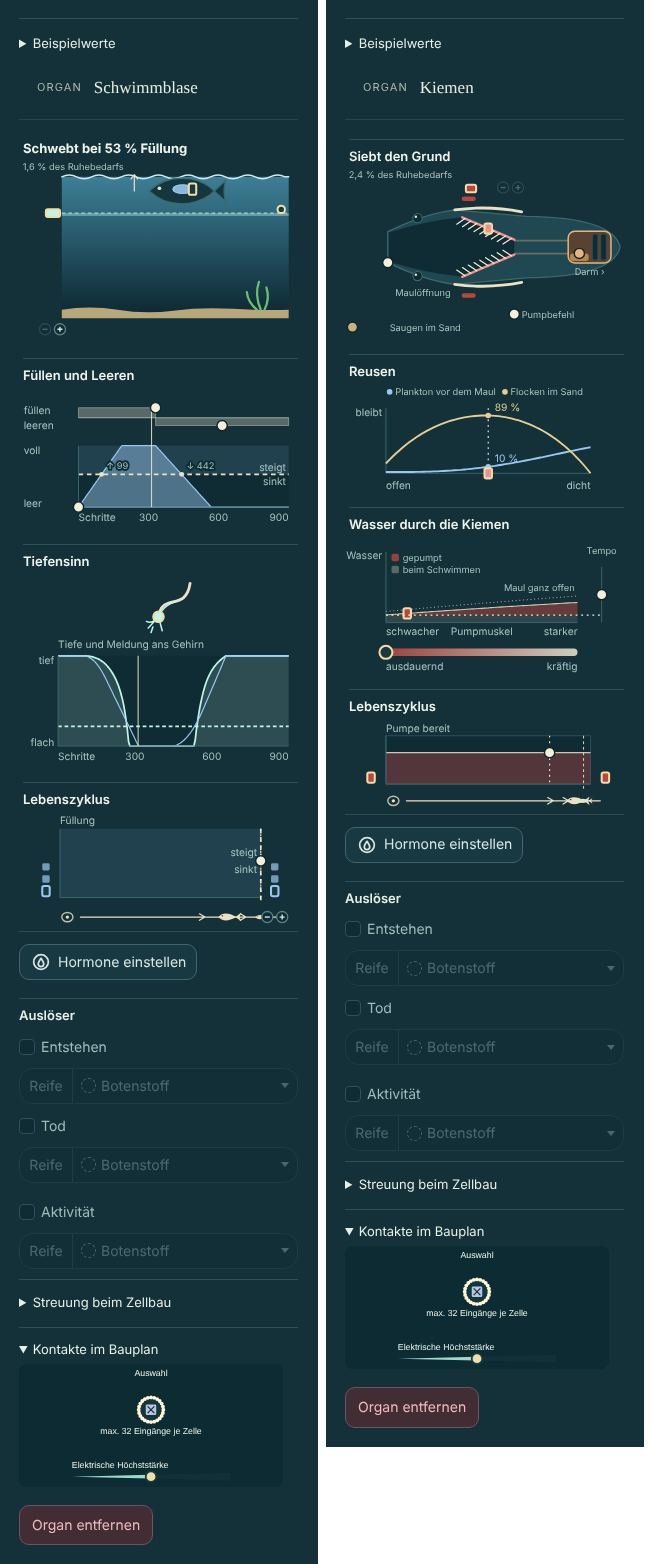 Beispielwerte
ORGAN Schwimmblase
Schwebt bei 53 % Füllung
1,6 % des Ruhebedarfs
Füllen und Leeren
füllen
leeren
voll
↑ 99
↓ 442
steigt
sinkt
leer
Schritte 300 600 900
Tiefensinn
Tiefe und Meldung ans Gehirn
tief
flach
Schritte 300 600 900
Lebenszyklus
Füllung
steigt
sinkt
Hormone einstellen
Auslöser
Entstehen
Reife Botenstoff
Tod
Reife Botenstoff
Aktivität
Reife Botenstoff
Streuung beim Zellbau
Kontakte im Bauplan
Auswahl
max. 32 Eingänge je Zelle
Elektrische Höchststärke
Organ entfernen
Beispielwerte
ORGAN Kiemen
Siebt den Grund
2,4 % des Ruhebedarfs
Darm ›
Maulöffnung
Pumpbefehl
Saugen im Sand
Reusen
Plankton vor dem Maul Flocken im Sand
bleibt
89 %
10 %
offen dicht
Wasser durch die Kiemen
Wasser
gepumpt
beim Schwimmen
Tempo
Maul ganz offen
schwacher Pumpmuskel starker
ausdauernd kräftig
Lebenszyklus
Pumpe bereit
Hormone einstellen
Auslöser
Entstehen
Reife Botenstoff
Tod
Reife Botenstoff
Aktivität
Reife Botenstoff
Streuung beim Zellbau
Kontakte im Bauplan
Auswahl
max. 32 Eingänge je Zelle
Elektrische Höchststärke
Organ entfernen